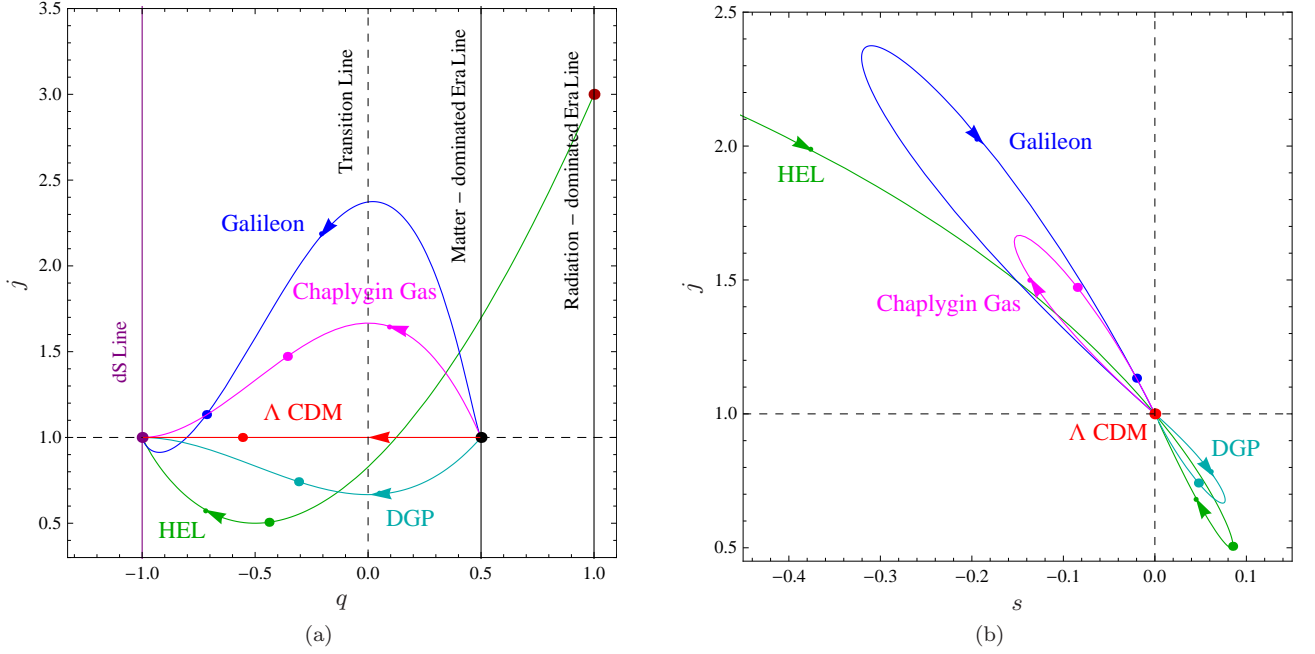 3.5
3.0
2.5
2.0
1.5
1.0
0.5
j
−1.0
−0.5
0.0
0.5
1.0
q
dS Line
Transition Line
Matter − dominated Era Line
Radiation − dominated Era Line
Galileon
Chaplygin Gas
Λ CDM
HEL
DGP
(a)
2.5
2.0
1.5
1.0
0.5
j
−0.4
−0.3
−0.2
−0.1
0.0
0.1
s
Galileon
HEL
Chaplygin Gas
Λ CDM
DGP
(b)